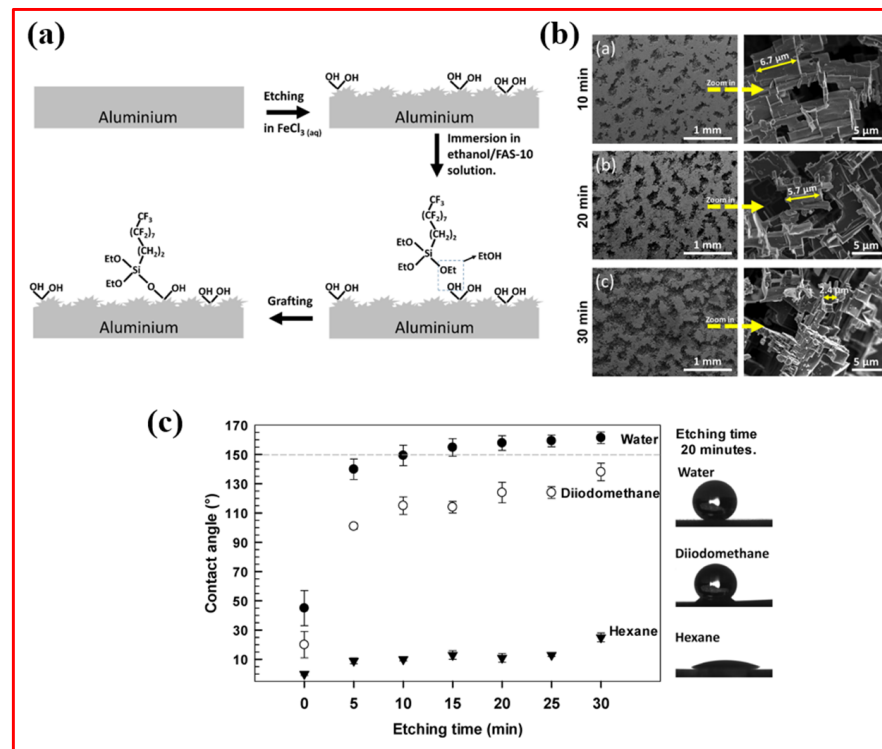 (a)
Aluminium
Etching
in FeCl3 (aq)
OH OH OH OH OH OH
Aluminium
Immersion in
ethanol/FAS-10
solution.
CF3
(CF2)7
(CH2)2
EtO
Si
EtO
OEt
EtOH
OH OH OH OH OH OH
Aluminium
Grafting
CF3
(CF2)7
(CH2)2
EtO
Si
EtO
O
OH
OH OH OH OH
Aluminium
(b)
10 min
(a)
1 mm
Zoom in
6.7 μm
5 μm
20 min
(b)
1 mm
Zoom in
5.7 μm
5 μm
30 min
(c)
1 mm
Zoom in
2.4 μm
5 μm
(c)
Contact angle (°)
170
150
130
110
90
70
50
30
10
Water
Diiodomethane
Hexane
0 5 10 15 20 25 30
Etching time (min)
Etching time
20 minutes.
Water
Diiodomethane
Hexane